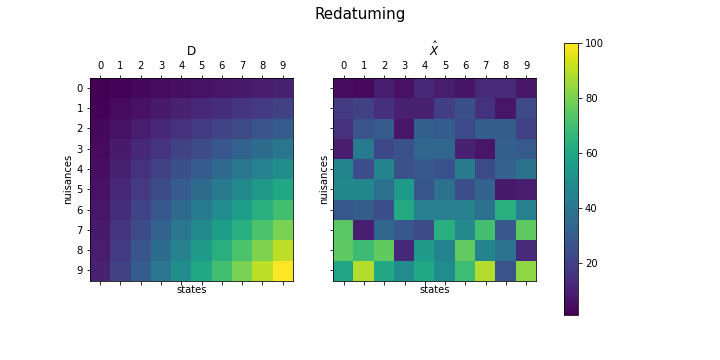 Redatuming
D
0 1 2 3 4 5 6 7 8 9
0
1
2
3
4
5
6
7
8
9
nuisances
states
X̂
0 1 2 3 4 5 6 7 8 9
nuisances
states
100
80
60
40
20